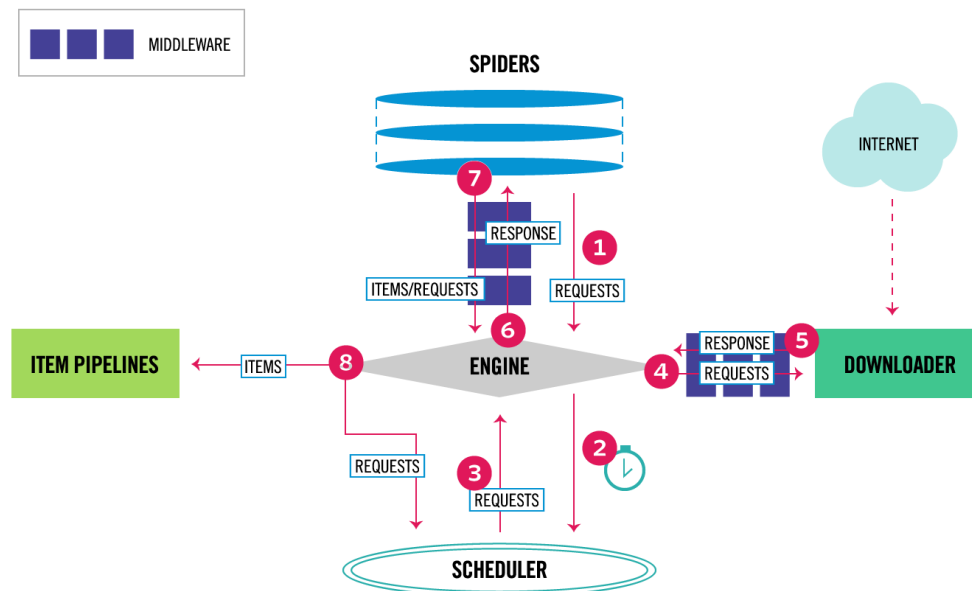 MIDDLEWARE
SPIDERS
INTERNET
7
RESPONSE
1
ITEMS/REQUESTS
REQUESTS
6
5
RESPONSE
ITEM PIPELINES
ITEMS
8
ENGINE
4
REQUESTS
DOWNLOADER
2
REQUESTS
3
REQUESTS
SCHEDULER